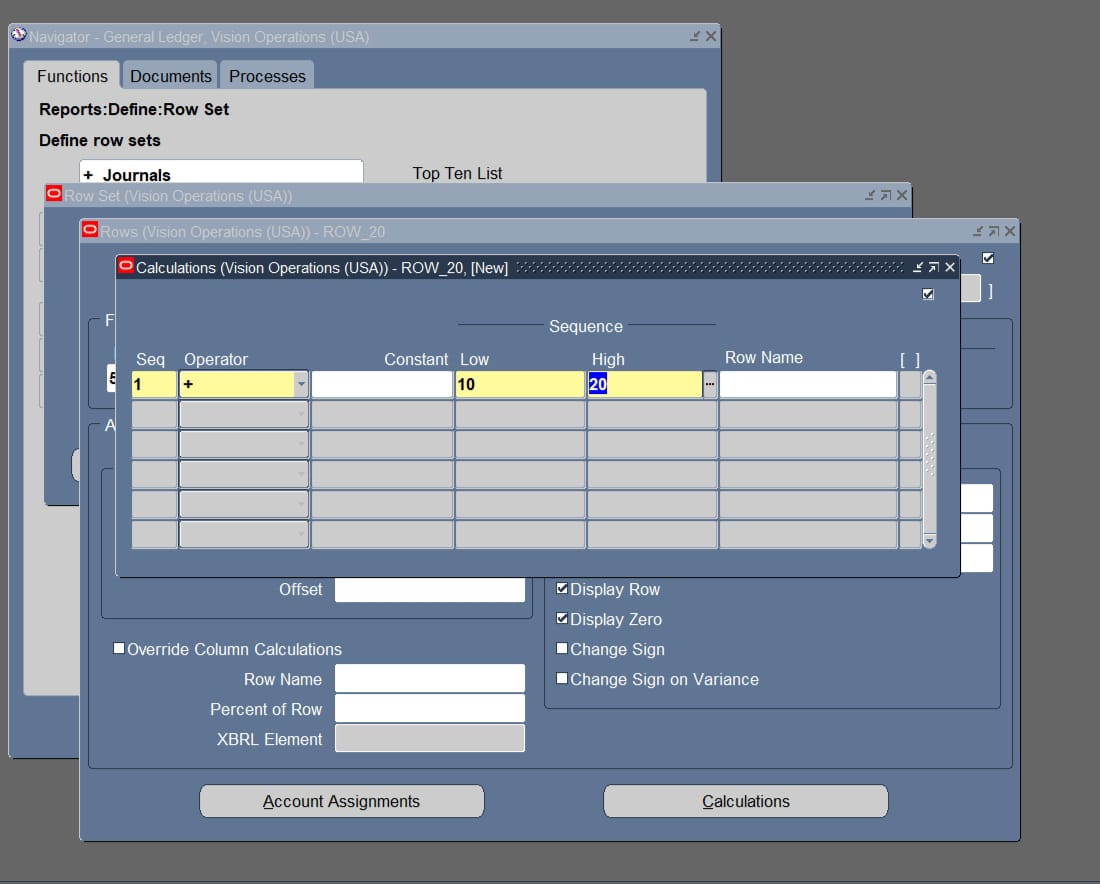 Navigator - General Ledger, Vision Operations (USA)
Functions
Documents
Processes
Reports:Define:Row Set
Define row sets
+ Journals
Top Ten List
Row Set (Vision Operations (USA))
Rows (Vision Operations (USA)) - ROW_20
Calculations (Vision Operations (USA)) - ROW_20, [New]
]
F
Sequence
Seq
Operator
Constant
Low
High
Row Name
[ ]
5
1
+
10
20
...
A
Offset
Display Row
Display Zero
Override Column Calculations
Change Sign
Row Name
Change Sign on Variance
Percent of Row
XBRL Element
Account Assignments
Calculations